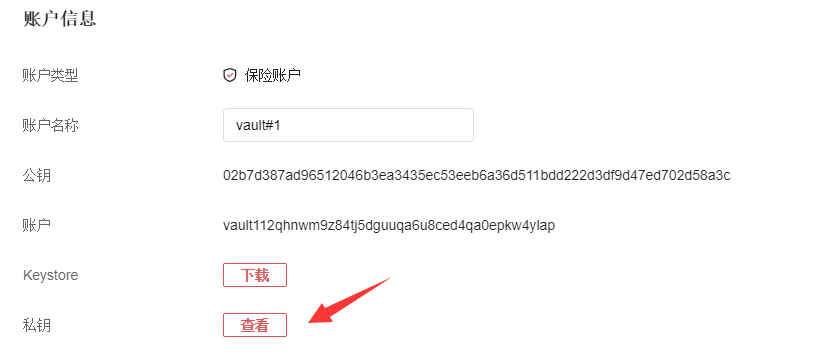 账户信息
账户类型 保险账户
账户名称 vault#1
公钥 02b7d387ad96512046b3ea3435ec53eeb6a36d511bdd222d3df9d47ed702d58a3c
账户 vault112qhnwm9z84tj5dguuqa6u8ced4qa0epkw4ylap
Keystore 下载
私钥 查看